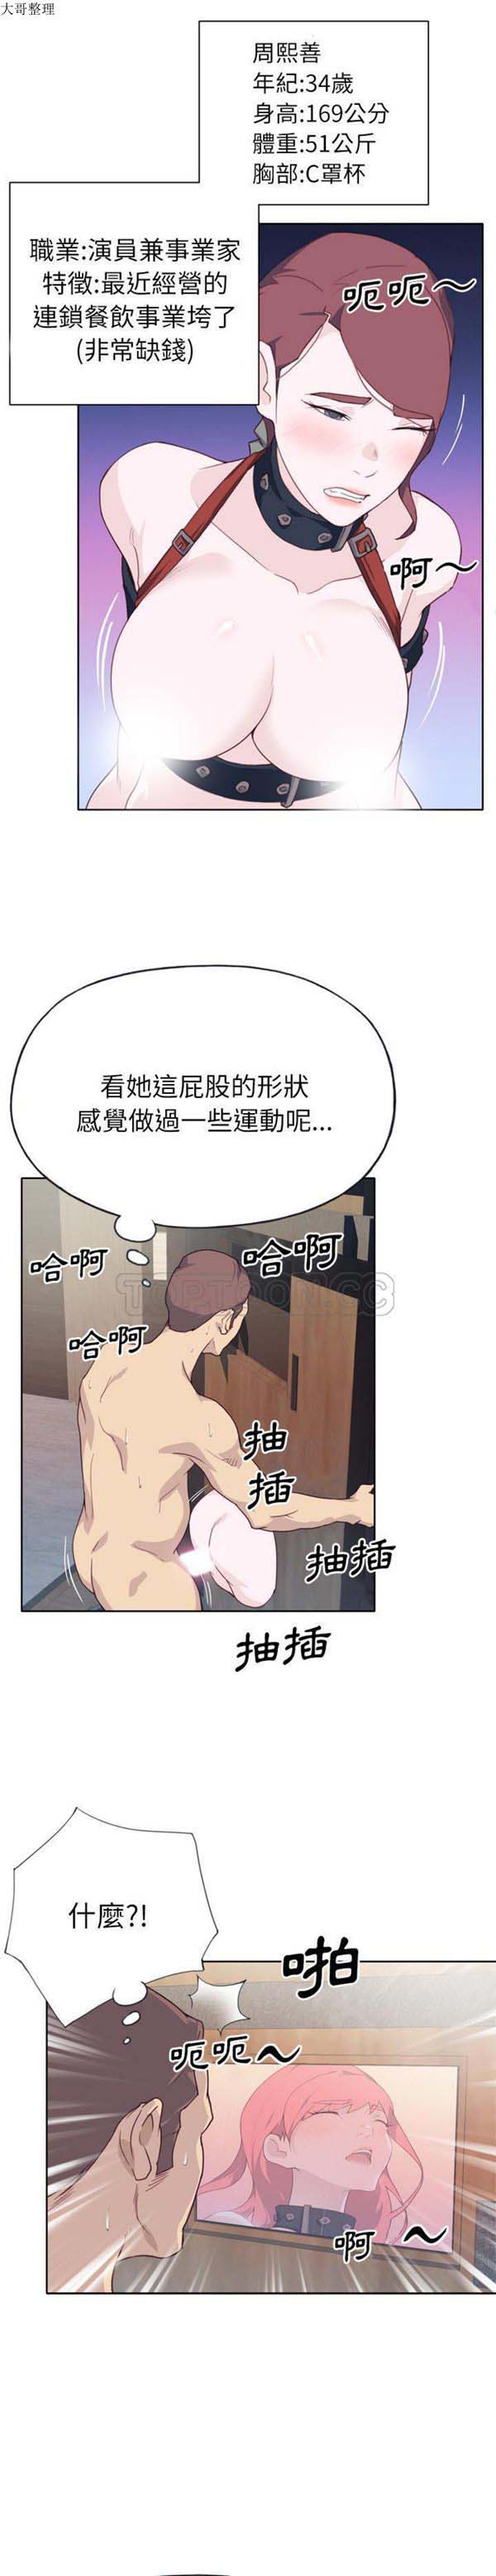 大哥整理
周熙善
年紀:34歲
身高:169公分
體重:51公斤
胸部:C罩杯
職業:演員兼事業家
特徵:最近經營的
連鎖餐飲事業垮了
(非常缺錢)
呃呃～
啊～
看她這屁股的形狀
感覺做過一些運動呢...
哈啊
哈啊
TOPTOON.CC
哈啊
抽
插
抽插
抽插
什麼?!
啪
呃呃～
啊～